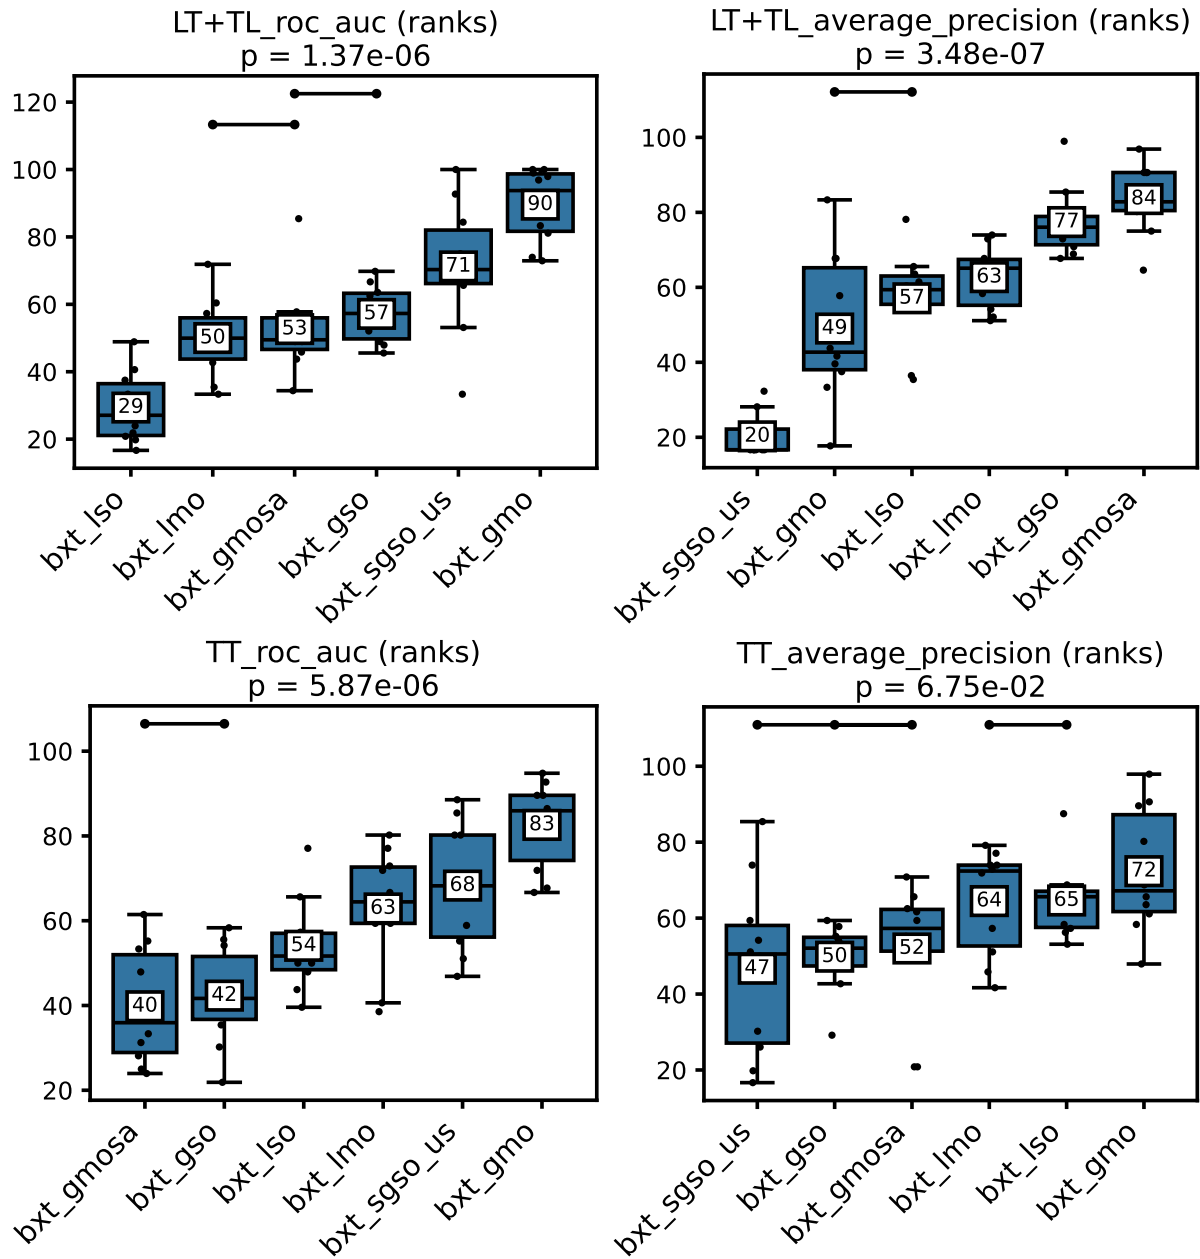 LT+TL_roc_auc (ranks)
p = 1.37e-06
120
100
80
60
40
20
29
50
53
57
71
90
bxt_lso
bxt_lmo
bxt_gmosa
bxt_gso
bxt_sgso_us
bxt_gmo
LT+TL_average_precision (ranks)
p = 3.48e-07
100
80
60
40
20
20
49
57
63
77
84
bxt_sgso_us
bxt_gmo
bxt_lso
bxt_lmo
bxt_gso
bxt_gmosa
TT_roc_auc (ranks)
p = 5.87e-06
100
80
60
40
20
40
42
54
63
68
83
bxt_gmosa
bxt_gso
bxt_lso
bxt_lmo
bxt_sgso_us
bxt_gmo
TT_average_precision (ranks)
p = 6.75e-02
100
80
60
40
20
47
50
52
64
65
72
bxt_sgso_us
bxt_gso
bxt_gmosa
bxt_lmo
bxt_lso
bxt_gmo